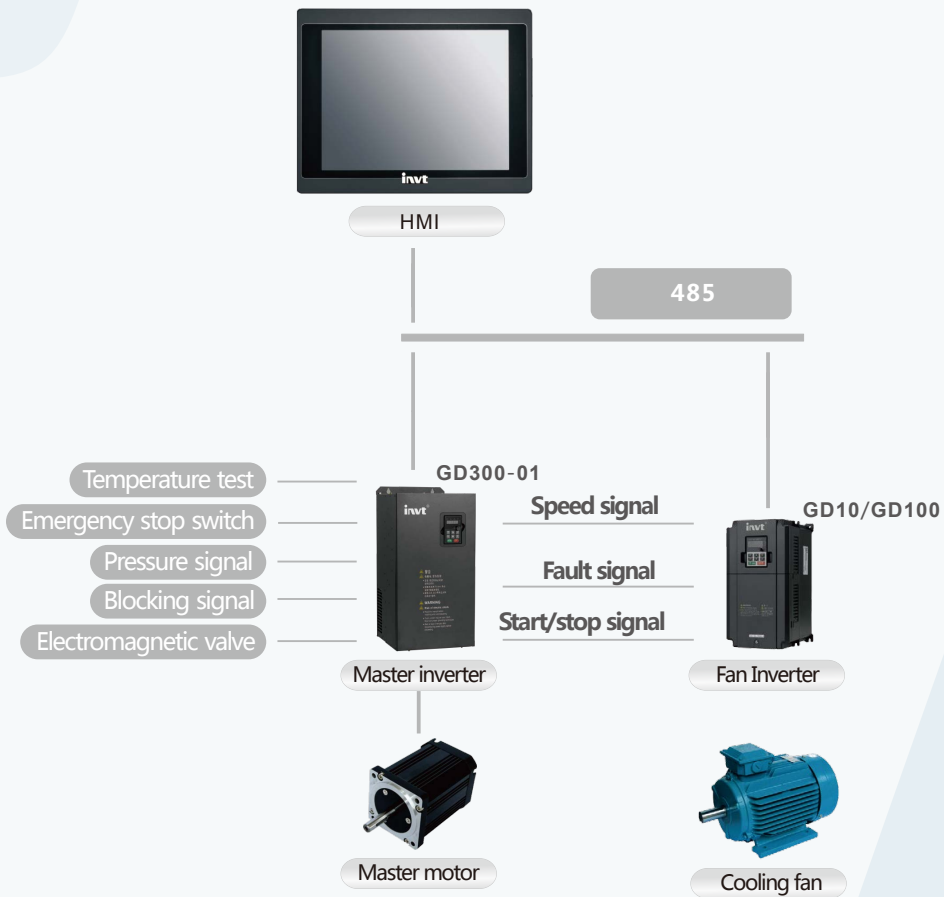 invt
HMI
485
GD300-01
Temperature test
Emergency stop switch
Pressure signal
Blocking signal
Electromagnetic valve
invt
WARNING
Speed signal
Fault signal
Start/stop signal
GD10/GD100
invt
Master inverter
Fan Inverter
Master motor
Cooling fan